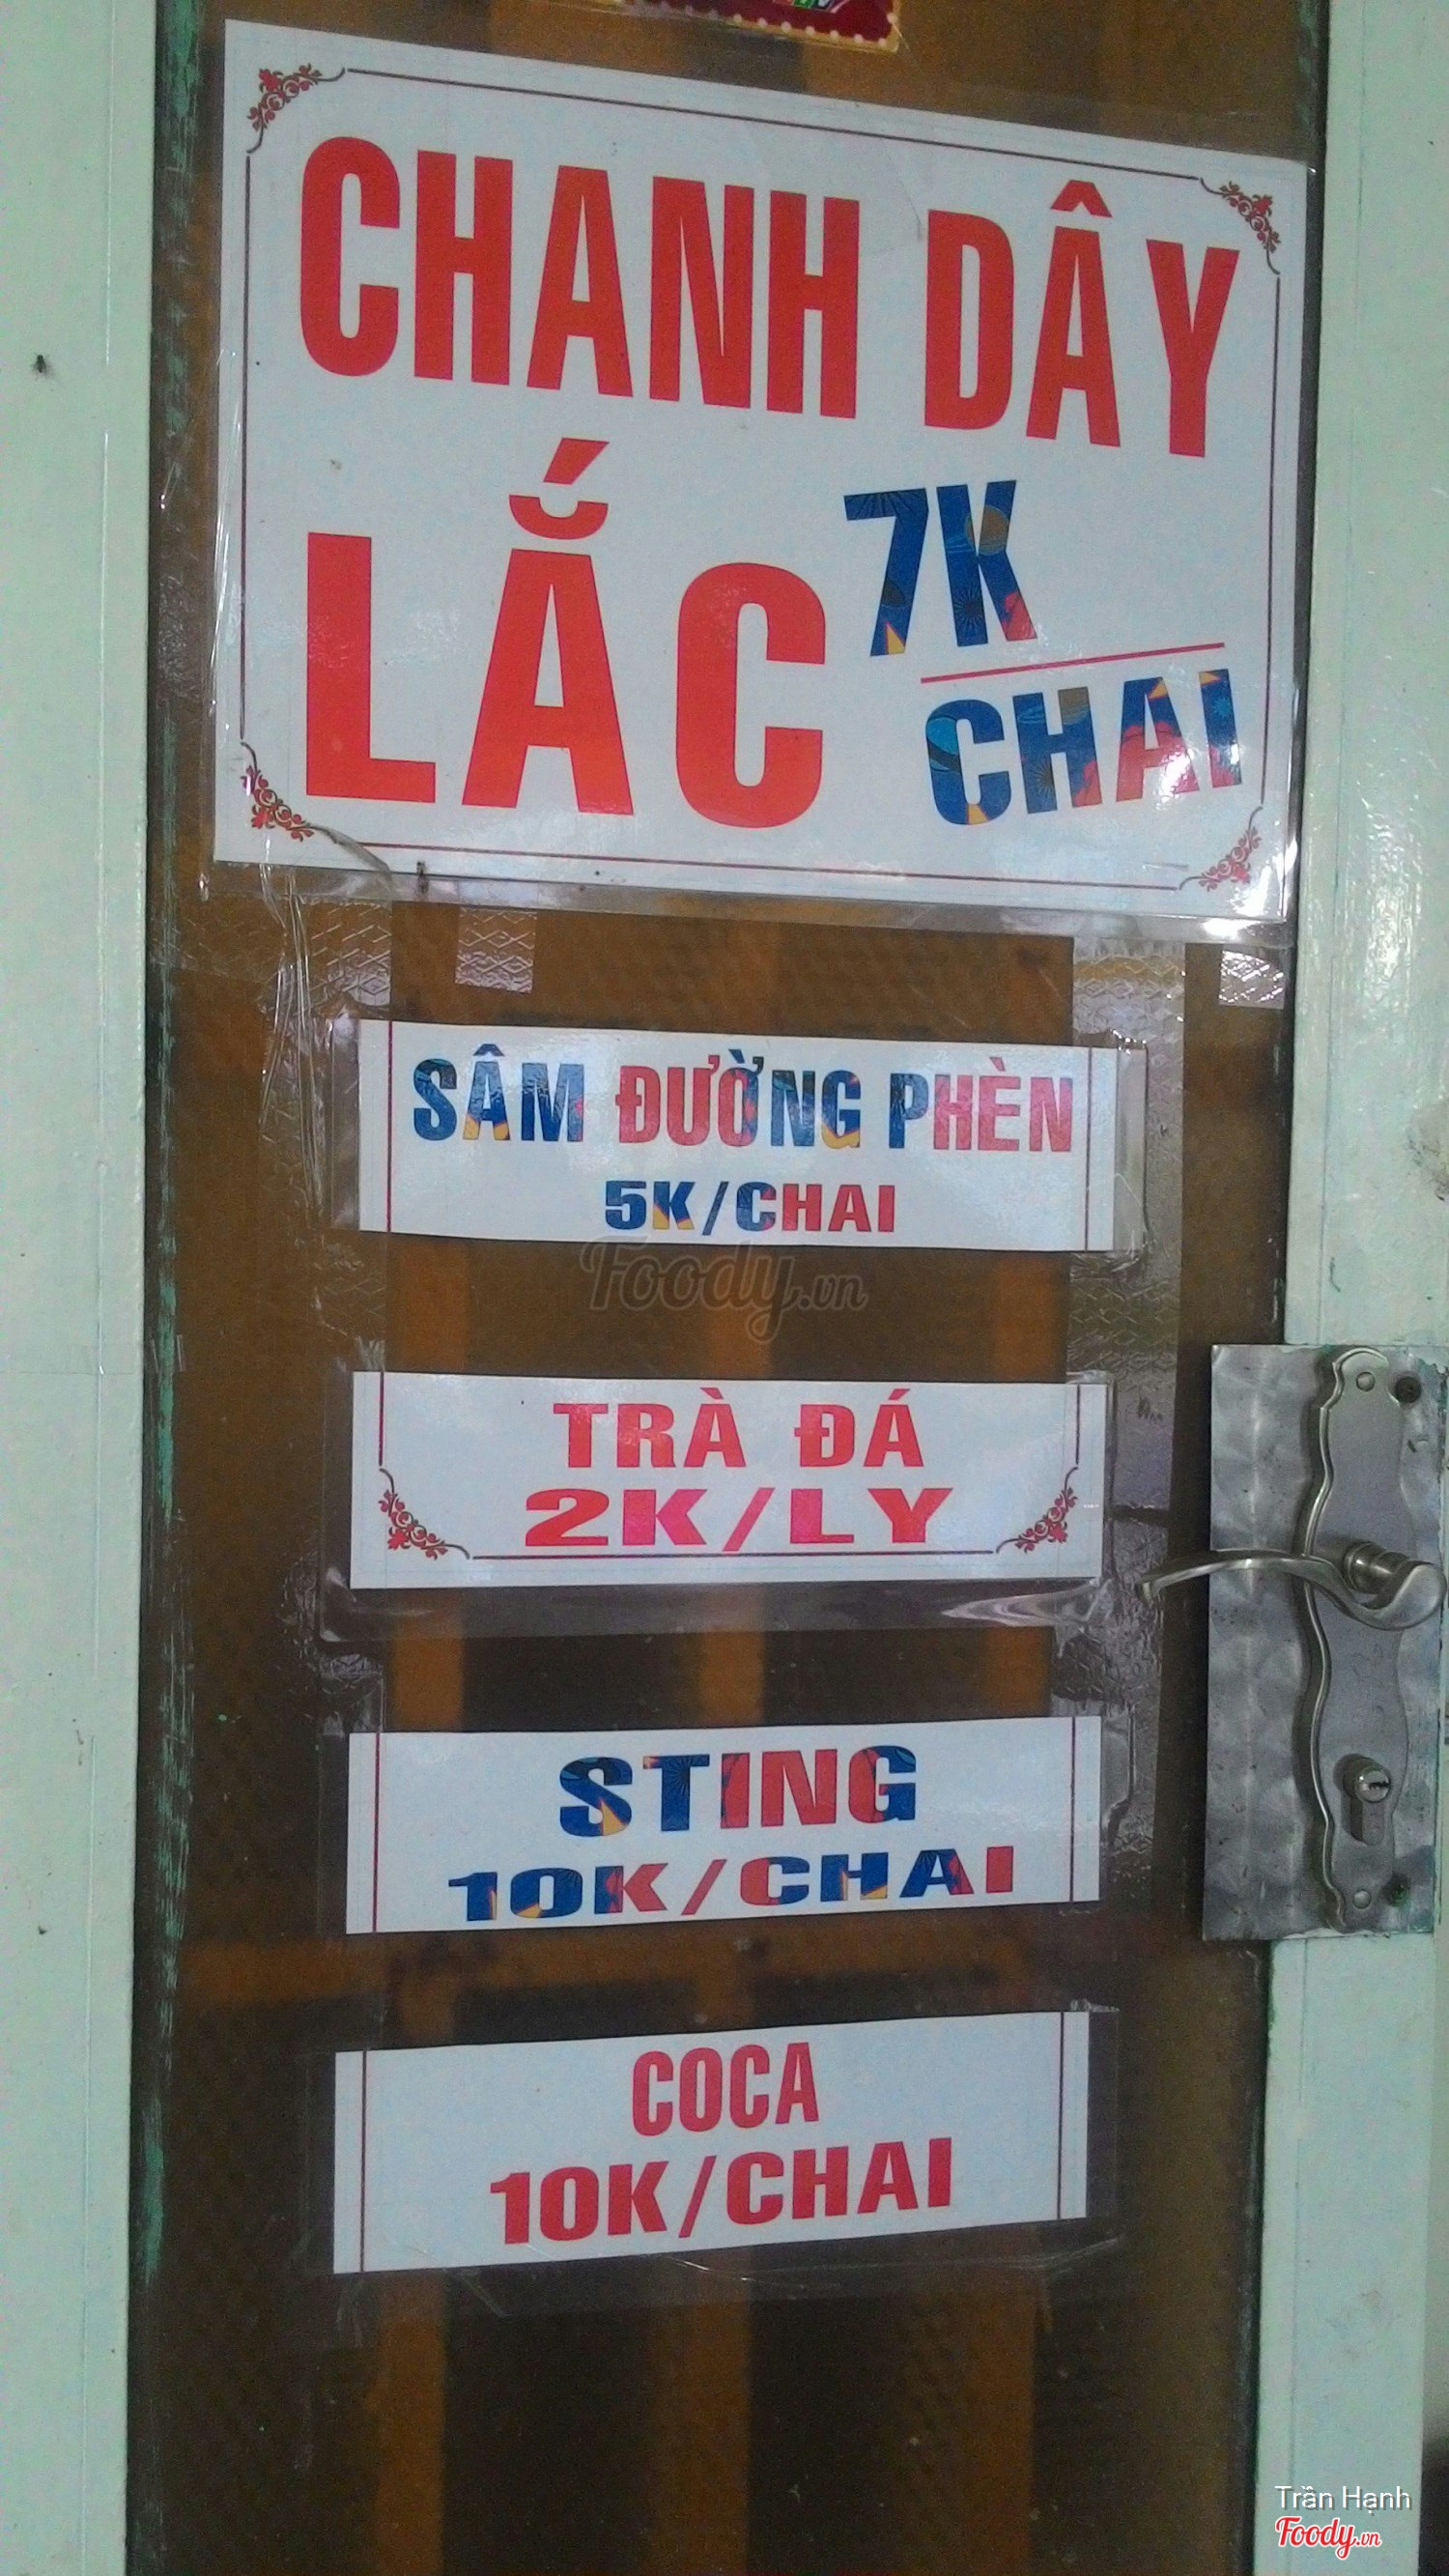 CHANH DÂY
LẮC 7K
CHAI
SÂM ĐƯỜNG PHÈN
5K/CHAI
Foody.vn
TRÀ ĐÁ
2K/LY
STING
10K/CHAI
COCA
10K/CHAI
Trần Hạnh
Foody.vn